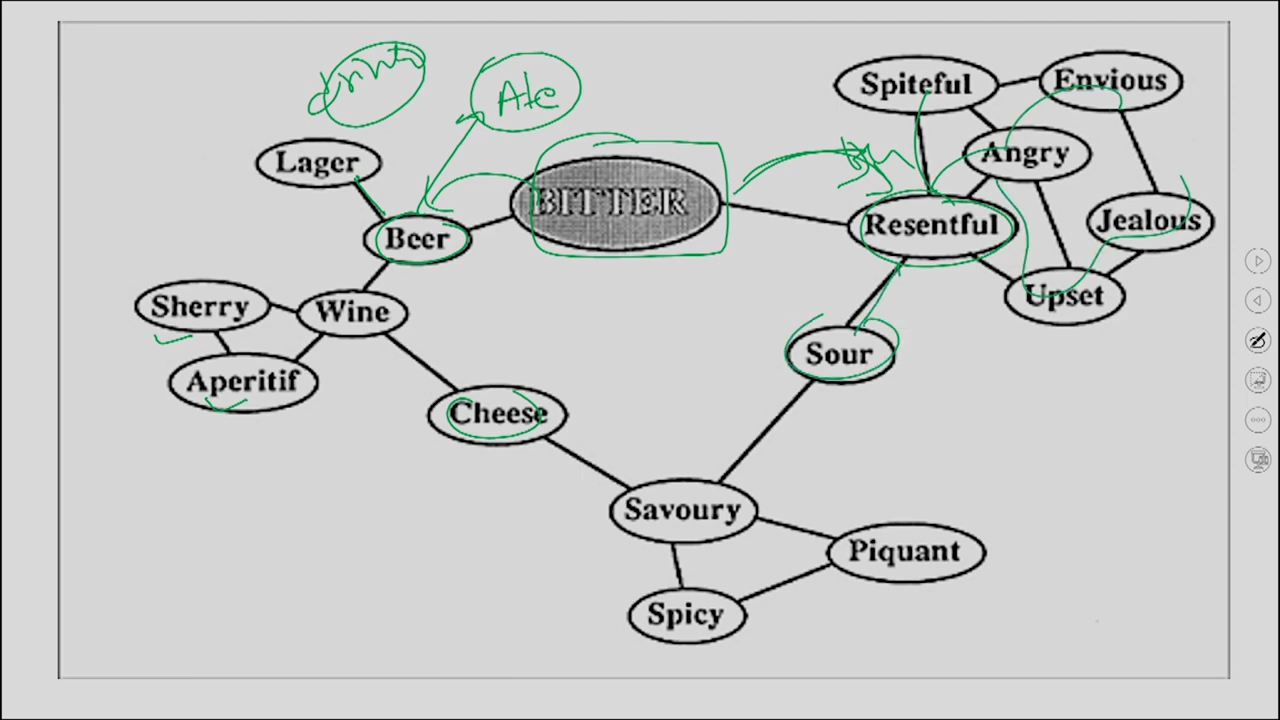 Ale
Spiteful
Envious
Lager
Angry
BITTER
Resentful
Jealous
Beer
Sherry
Wine
Upset
Sour
Aperitif
Cheese
Savoury
Piquant
Spicy